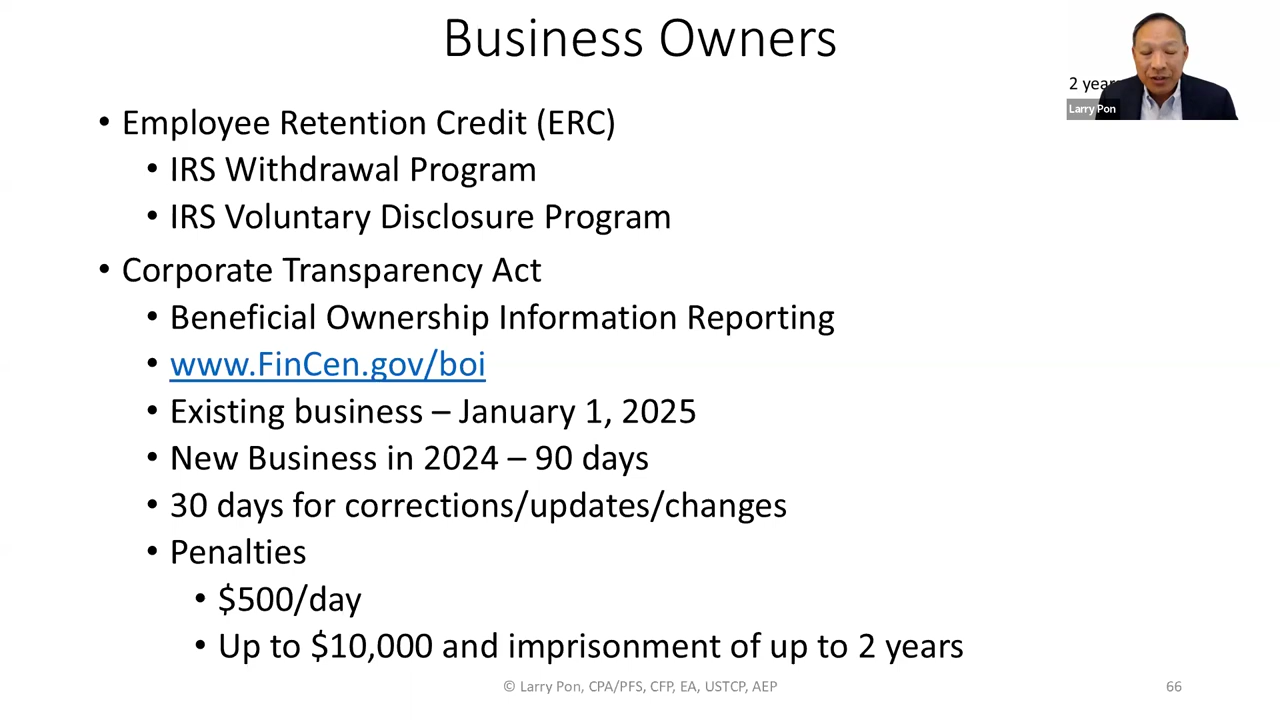 Business Owners
2 year
Larry Pon
• Employee Retention Credit (ERC)
• IRS Withdrawal Program
• IRS Voluntary Disclosure Program
• Corporate Transparency Act
• Beneficial Ownership Information Reporting
• www.FinCen.gov/boi
• Existing business – January 1, 2025
• New Business in 2024 – 90 days
• 30 days for corrections/updates/changes
• Penalties
• $500/day
• Up to $10,000 and imprisonment of up to 2 years
© Larry Pon, CPA/PFS, CFP, EA, USTCP, AEP
66